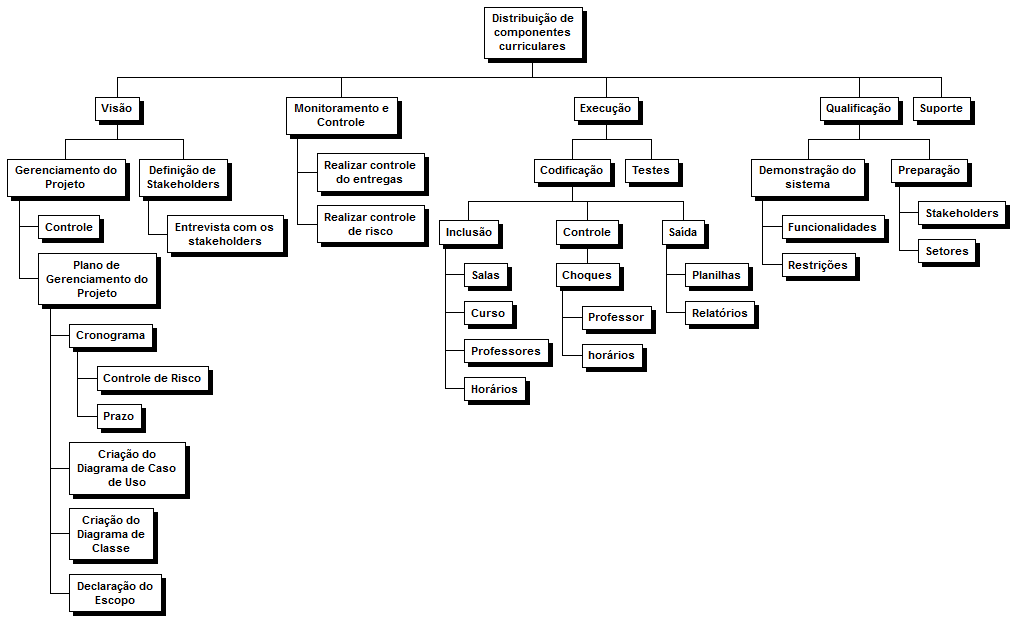 Distribuição de
componentes
curriculares
Visão
Monitoramento e
Controle
Execução
Qualificação
Suporte
Gerenciamento do
Projeto
Definição de
Stakeholders
Controle
Entrevista com os
stakeholders
Plano de
Gerenciamento do
Projeto
Cronograma
Controle de Risco
Prazo
Criação do
Diagrama de Caso
de Uso
Criação do
Diagrama de
Classe
Declaração do
Escopo
Realizar controle
do entregas
Realizar controle
de risco
Codificação
Testes
Inclusão
Controle
Saída
Salas
Curso
Professores
Horários
Choques
Professor
horários
Planilhas
Relatórios
Demonstração do
sistema
Preparação
Funcionalidades
Restrições
Stakeholders
Setores